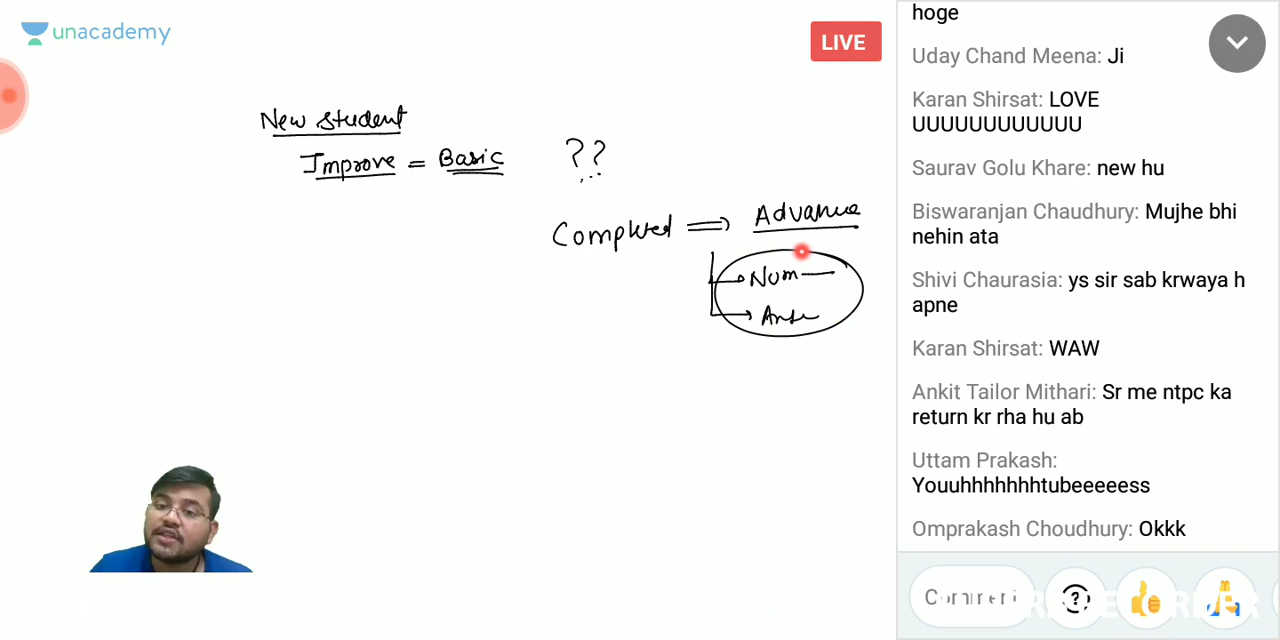 unacademy
LIVE
New student
Improve = Basic ??
Completed => Advance
Num
hoge
Uday Chand Meena: Ji
Karan Shirsat: LOVE
UUUUUUUUUUUU
Saurav Golu Khare: new hu
Biswaranjan Chaudhury: Mujhe bhi
nehin ata
Shivi Chaurasia: ys sir sab krwaya h
apne
Karan Shirsat: WAW
Ankit Tailor Mithari: Sr me ntpc ka
return kr rha hu ab
Uttam Prakash:
Youuhhhhhhhtubeeeeess
Omprakash Choudhury: Okkk